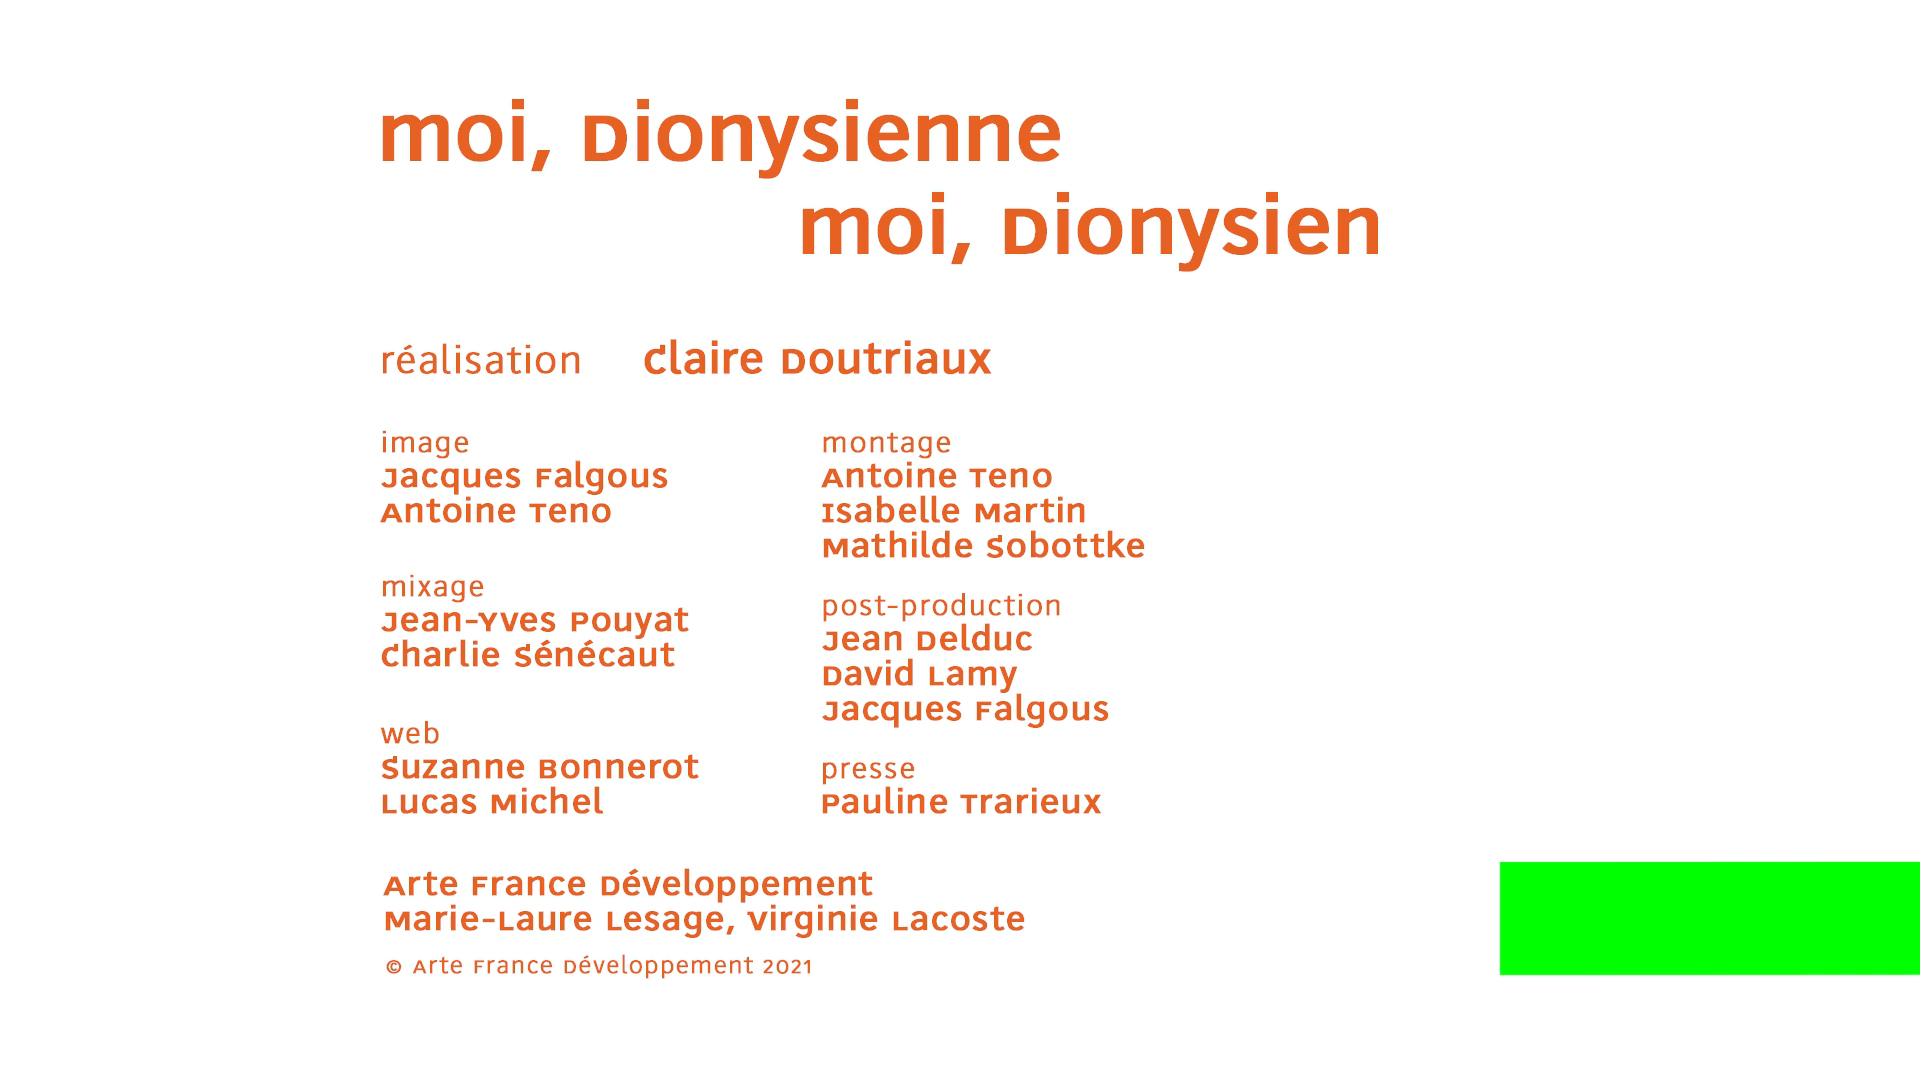 moi, Dionysienne
moi, Dionysien
réalisation Claire Doutriaux
image
Jacques Falgous
Antoine Teno
mixage
Jean-Yves Pouyat
Charlie Sénécaut
web
Suzanne Bonnerot
Lucas Michel
montage
Antoine Teno
Isabelle Martin
Mathilde Sobottke
post-production
Jean Delduc
David Lamy
Jacques Falgous
presse
Pauline Trarieux
Arte France Développement
Marie-Laure Lesage, Virginie Lacoste
© Arte France Développement 2021